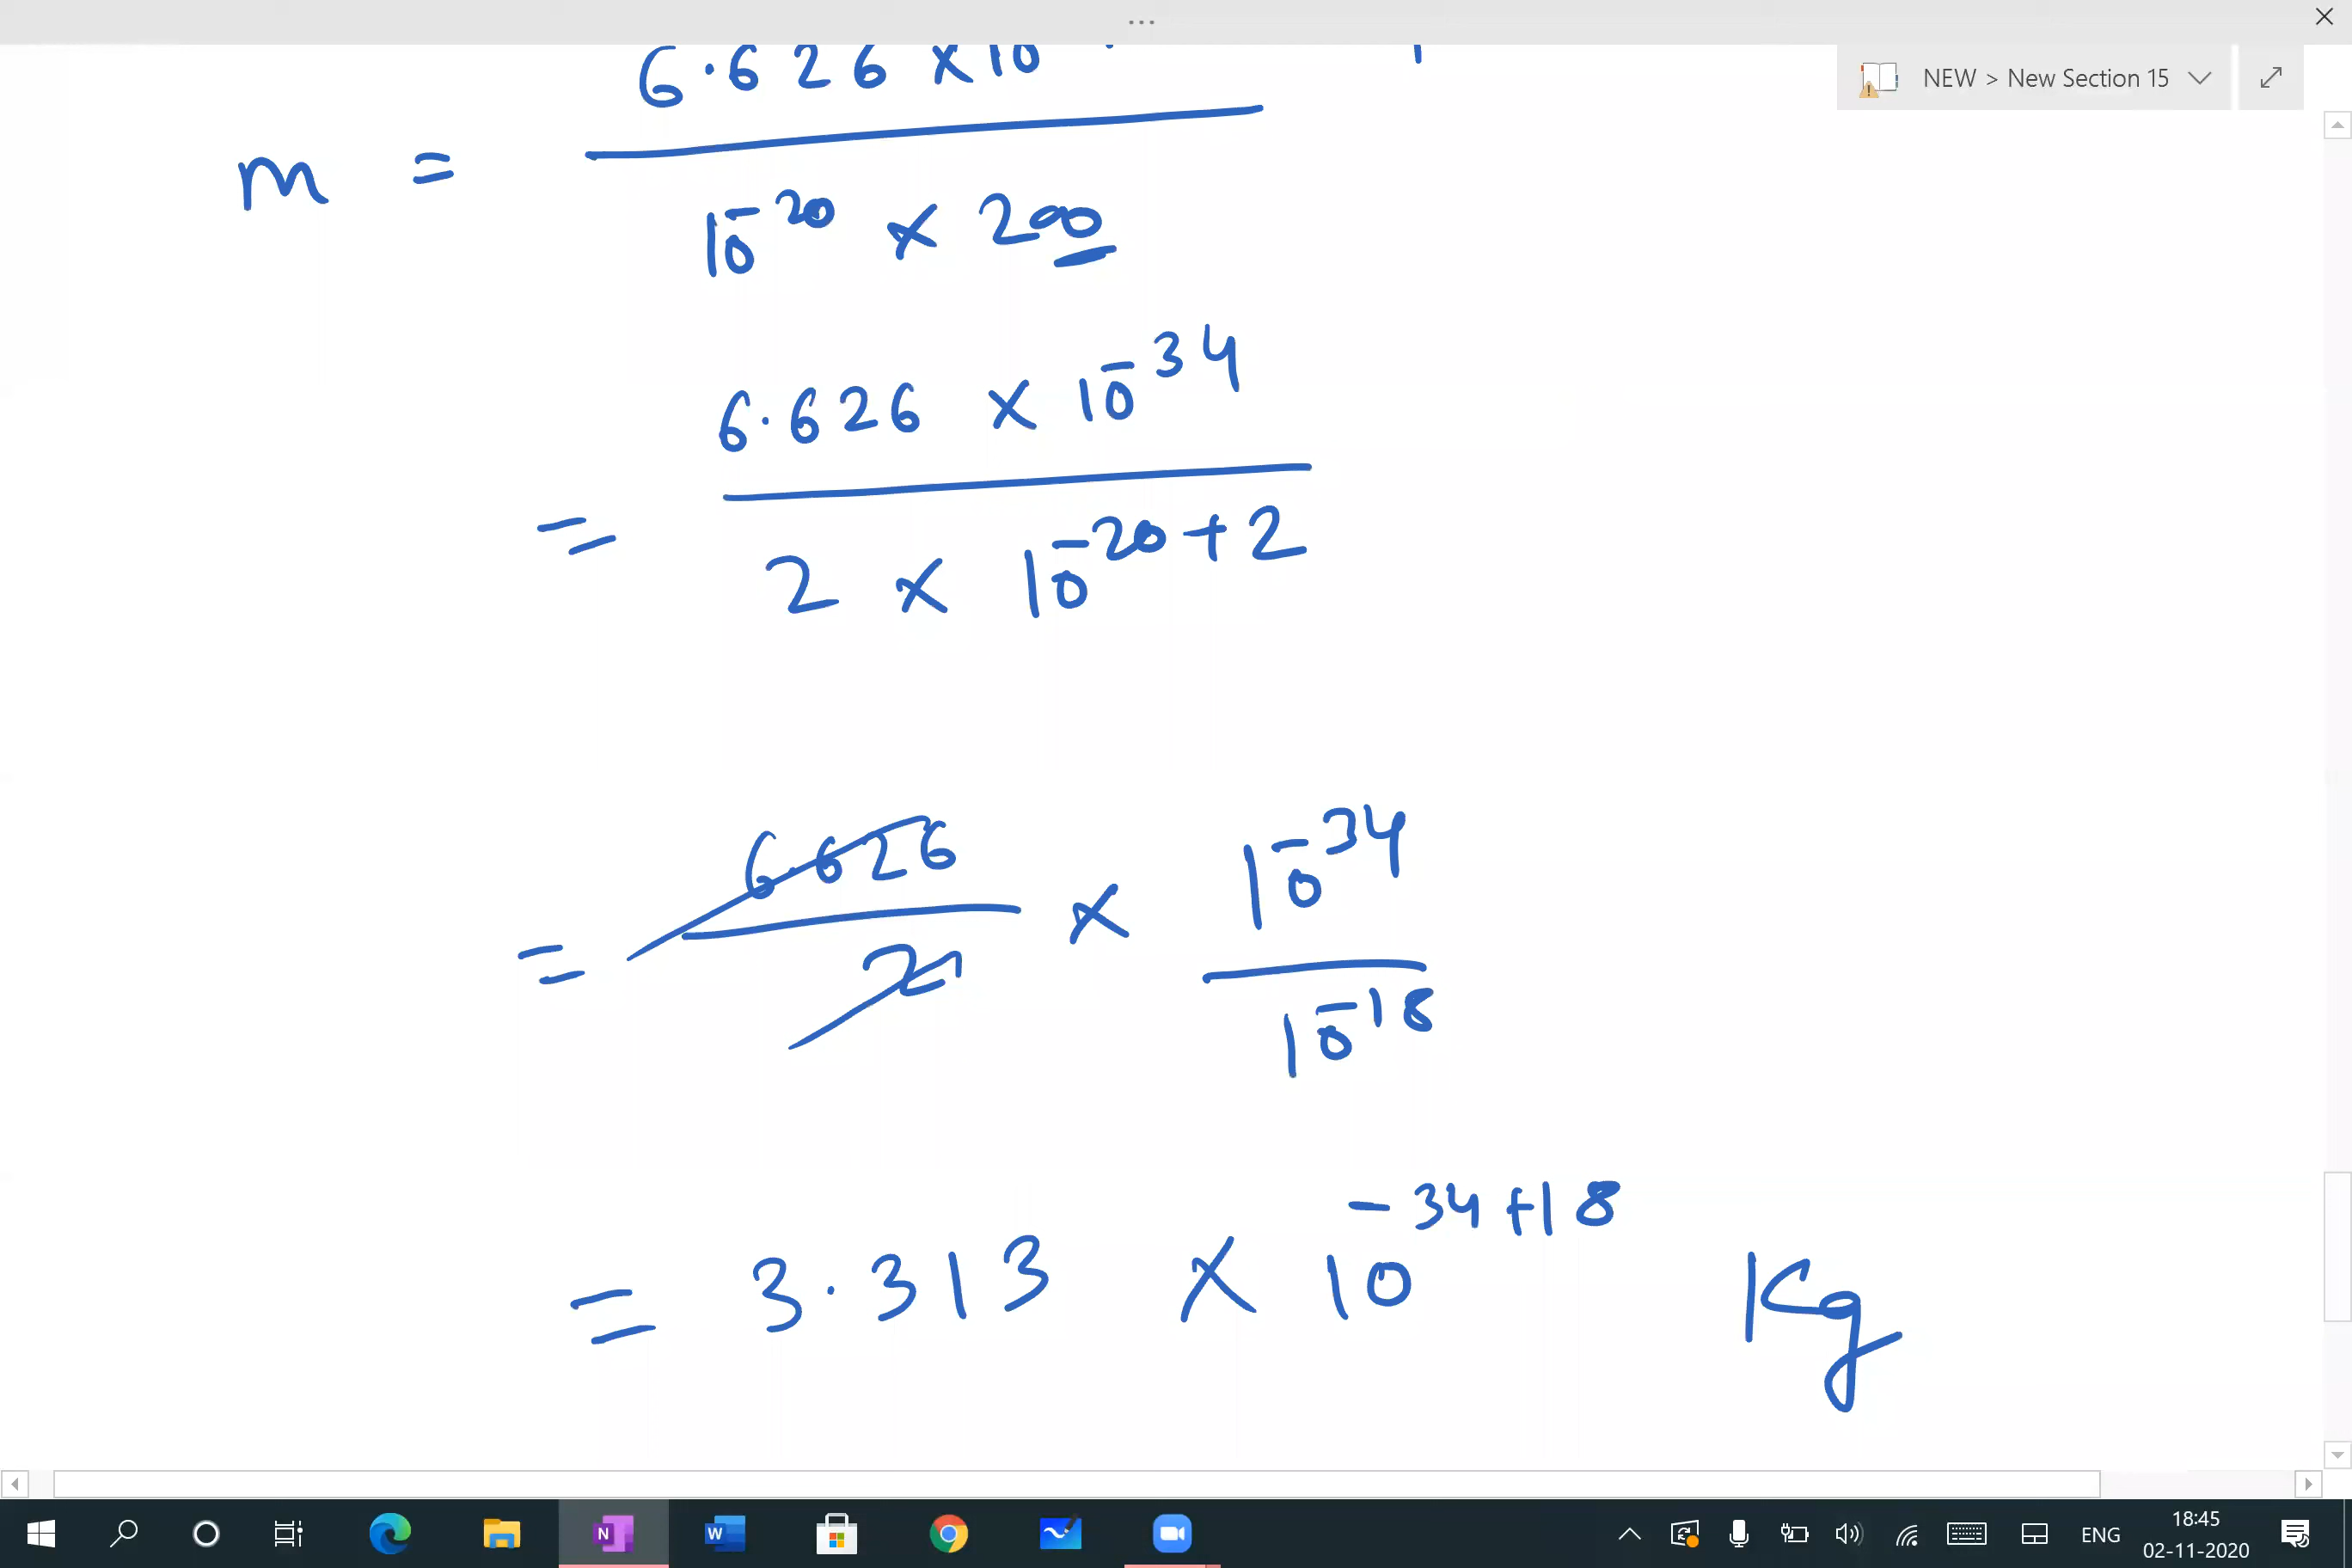 ...
NEW > New Section 15
6.626 × 10
m = ―――――
10⁻²⁰ × 200
6.626 × 10⁻³⁴
= ―――――
2 × 10⁻²⁰⁺²
= 6.626/2 × 10⁻³⁴/10⁻¹⁸
= 3.313 × 10⁻³⁴⁺¹⁸ Kg
N
W
ENG
18:45
02-11-2020